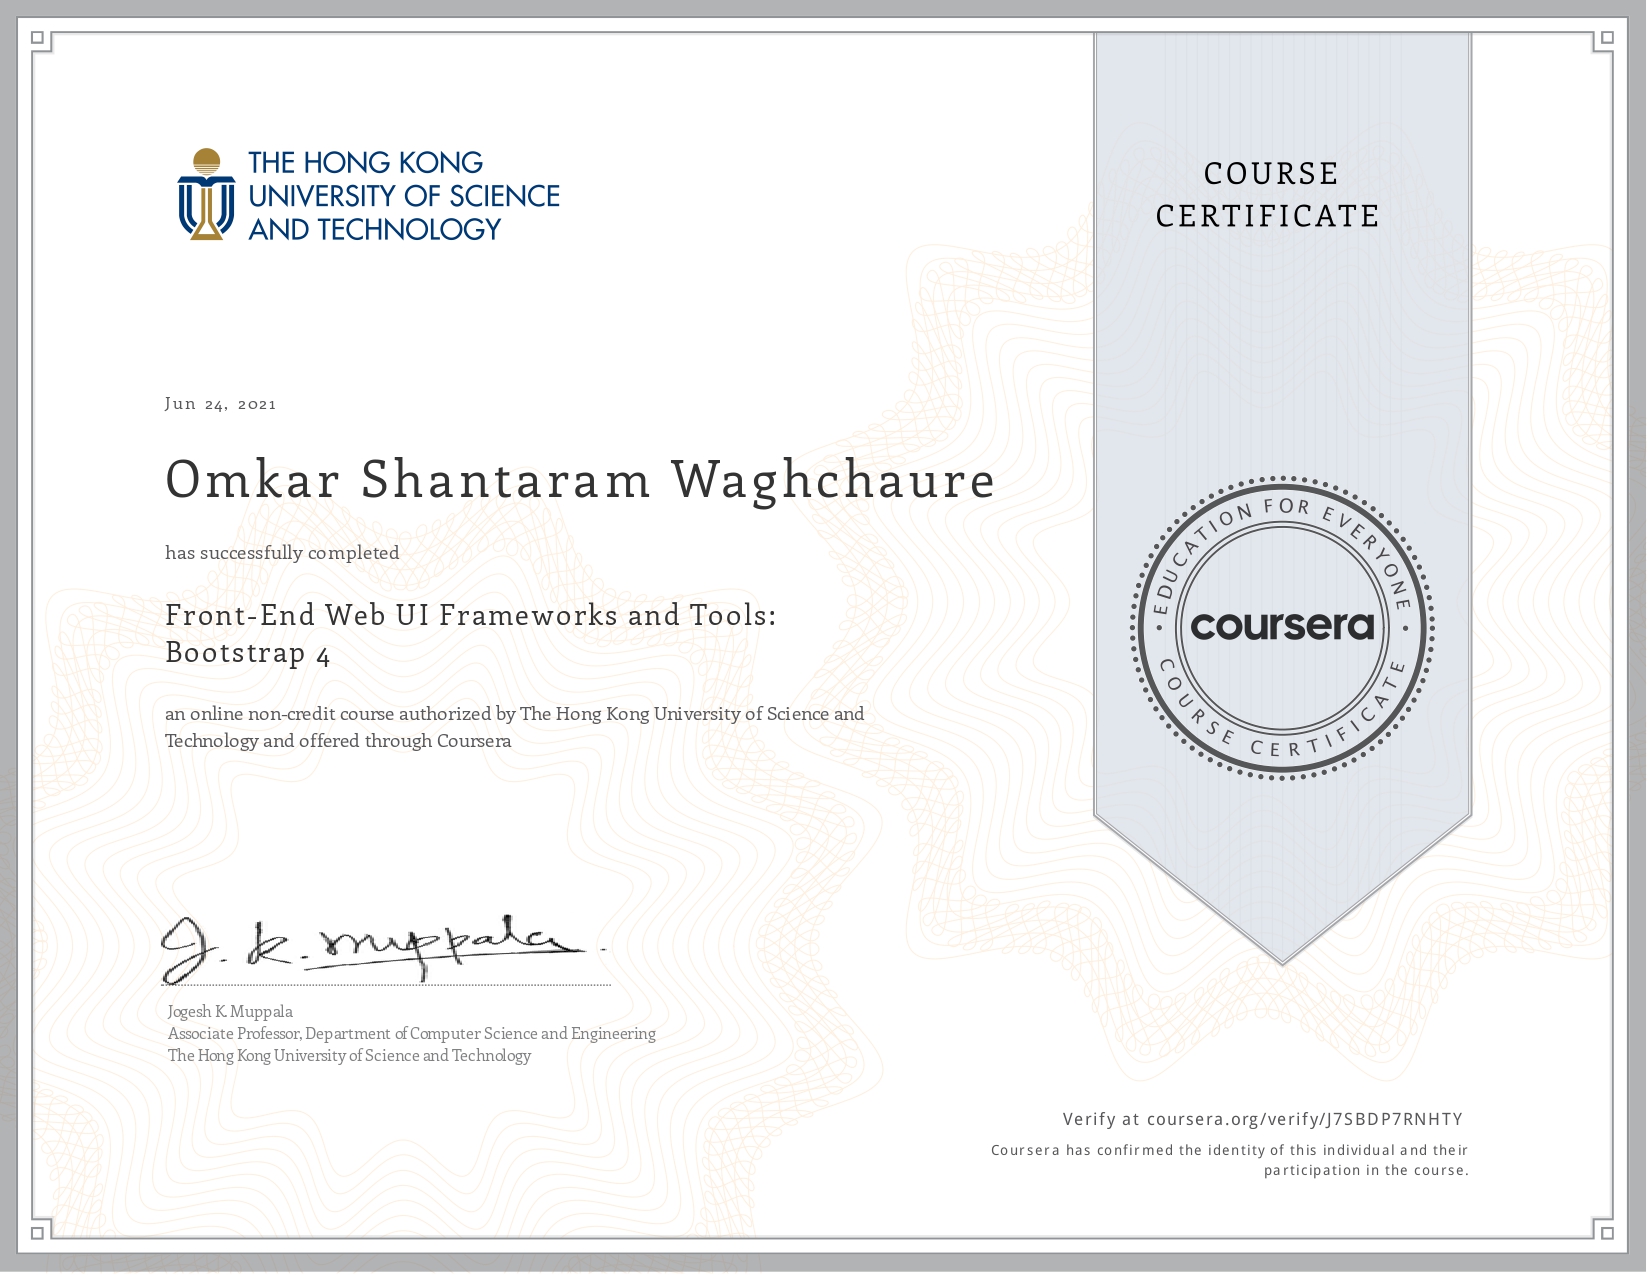 THE HONG KONG
UNIVERSITY OF SCIENCE
AND TECHNOLOGY
COURSE
CERTIFICATE
Jun 24, 2021
Omkar Shantaram Waghchaure
has successfully completed
Front-End Web UI Frameworks and Tools:
Bootstrap 4
an online non-credit course authorized by The Hong Kong University of Science and
Technology and offered through Coursera
EDUCATION FOR EVERYONE
coursera
COURSE CERTIFICATE
J. K. Muppala.
Jogesh K. Muppala
Associate Professor, Department of Computer Science and Engineering
The Hong Kong University of Science and Technology
Verify at coursera.org/verify/J7SBDP7RNHTY
Coursera has confirmed the identity of this individual and their
participation in the course.